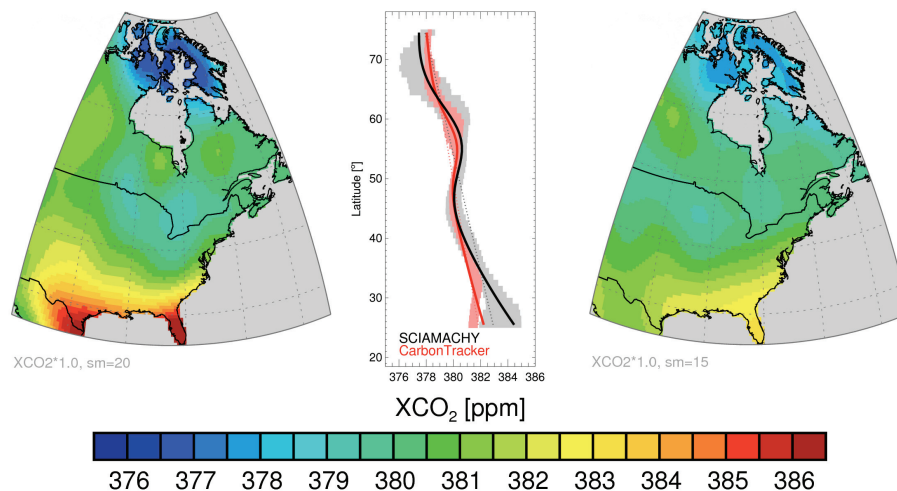 XCO2*1.0, sm=20
Latitude [°]
70
60
50
40
30
20
SCIAMACHY
CarbonTracker
376 378 380 382 384 386
XCO2*1.0, sm=15
XCO₂ [ppm]
376 377 378 379 380 381 382 383 384 385 386